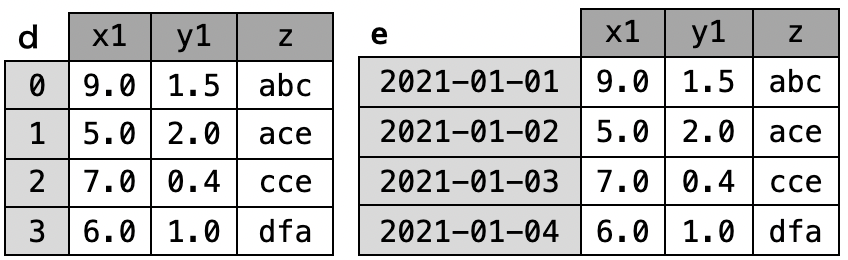 d x1 y1 z
0 9.0 1.5 abc
1 5.0 2.0 ace
2 7.0 0.4 cce
3 6.0 1.0 dfa
e x1 y1 z
2021-01-01 9.0 1.5 abc
2021-01-02 5.0 2.0 ace
2021-01-03 7.0 0.4 cce
2021-01-04 6.0 1.0 dfa